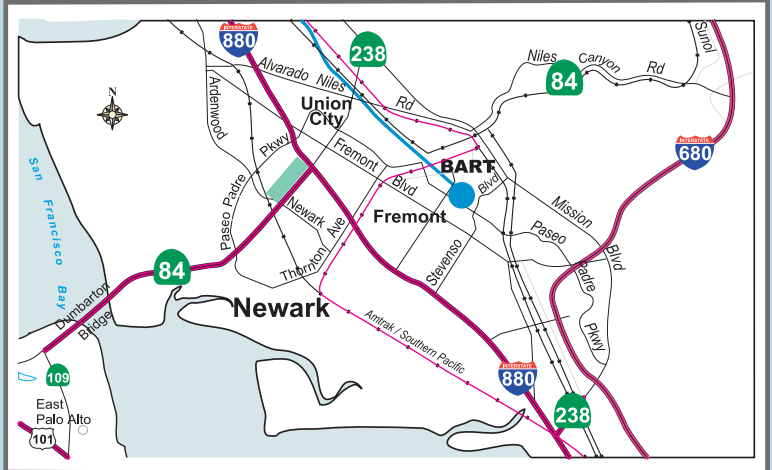 INTERSTATE
880
238
Sunol
Niles Canyon Rd
84
Alvarado Niles Rd
Ardenwood
N
Union
City
Pkwy
Fremont Blvd
BART
INTERSTATE
680
San Francisco Bay
Paseo Padre
Newark
Ave
Thornton
Fremont
Blvd
Stevenso
Mission
Blvd
Paseo
Padre
Pkwy
84
Dumbarton
Bridge
Newark
Amtrak / Southern Pacific
INTERSTATE
880
238
109
East
Palo Alto
101